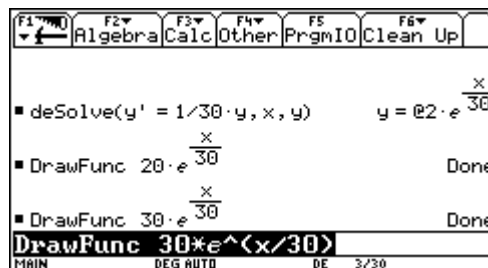 F1 F2 F3 F4 F5 F6
Algebra Calc Other PrgmIO Clean Up
▪ deSolve(y' = 1/30·y, x, y) y = @2·e^(x/30)
▪ DrawFunc 20·e^(x/30) Done
▪ DrawFunc 30·e^(x/30) Done
DrawFunc 30*e^(x/30)
MAIN DEG AUTO DE 3/30